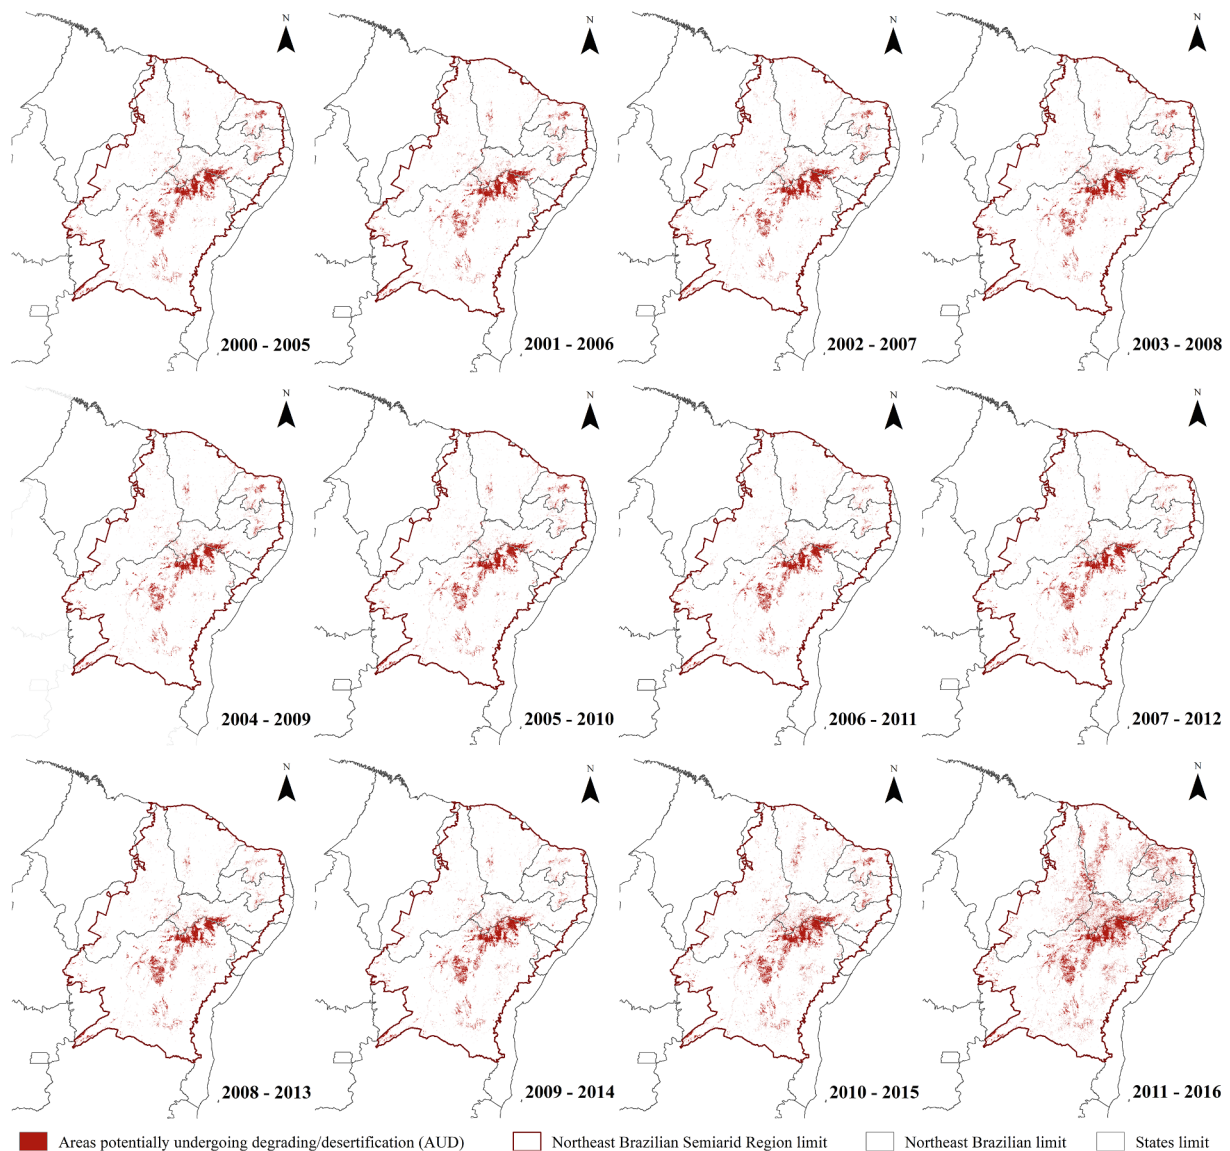 N N N N
2000 - 2005 2001 - 2006 2002 - 2007 2003 - 2008
N N N N
2004 - 2009 2005 - 2010 2006 - 2011 2007 - 2012
N N N N
2008 - 2013 2009 - 2014 2010 - 2015 2011 - 2016
Areas potentially undergoing degrading/desertification (AUD) Northeast Brazilian Semiarid Region limit Northeast Brazilian limit States limit